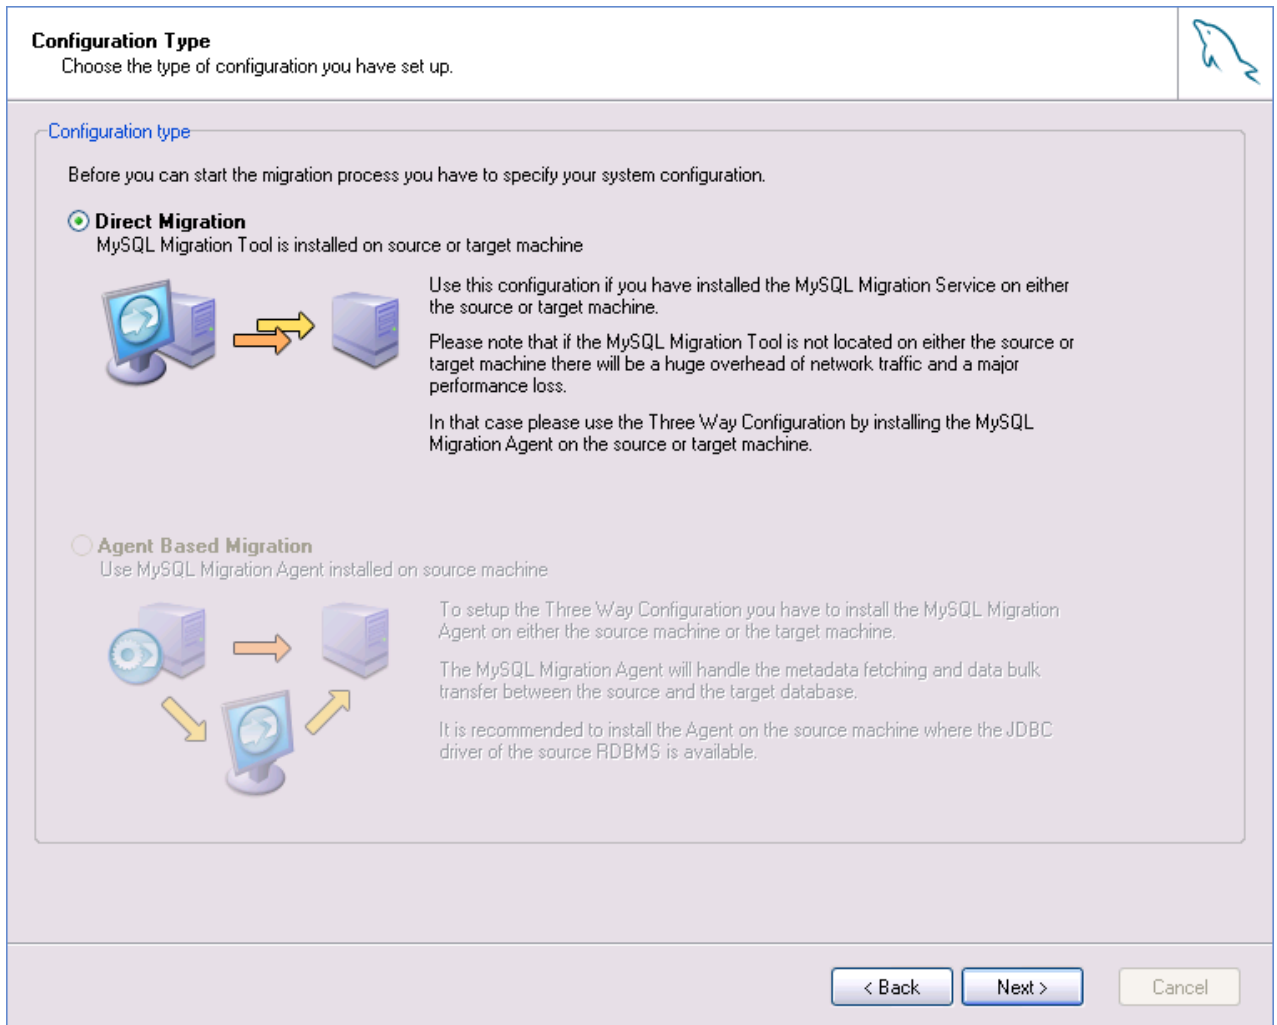 Configuration Type
Choose the type of configuration you have set up.
Configuration type
Before you can start the migration process you have to specify your system configuration.
Direct Migration
MySQL Migration Tool is installed on source or target machine
Use this configuration if you have installed the MySQL Migration Service on either
the source or target machine.
Please note that if the MySQL Migration Tool is not located on either the source or
target machine there will be a huge overhead of network traffic and a major
performance loss.
In that case please use the Three Way Configuration by installing the MySQL
Migration Agent on the source or target machine.
Agent Based Migration
Use MySQL Migration Agent installed on source machine
To setup the Three Way Configuration you have to install the MySQL Migration
Agent on either the source machine or the target machine.
The MySQL Migration Agent will handle the metadata fetching and data bulk
transfer between the source and the target database.
It is recommended to install the Agent on the source machine where the JDBC
driver of the source RDBMS is available.
< Back
Next >
Cancel